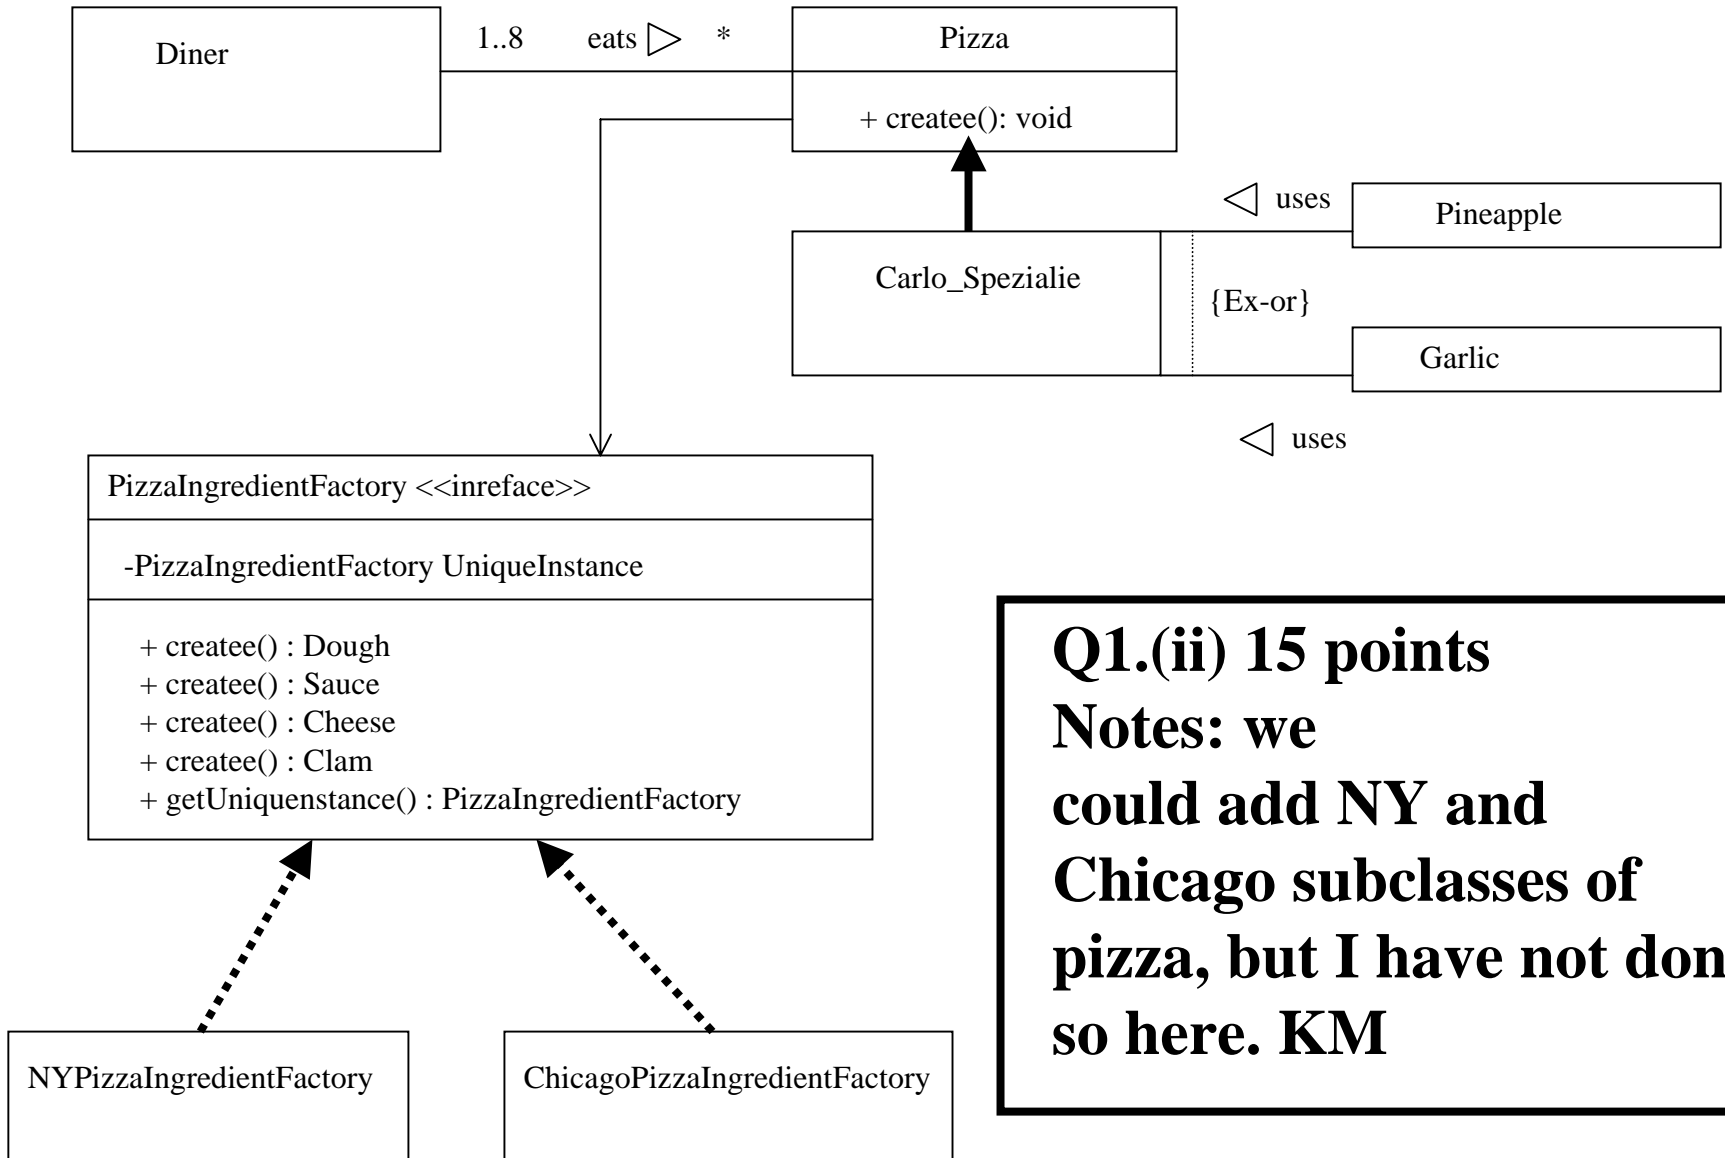 Diner
1..8 eats *
Pizza
+ createe(): void
uses
Pineapple
Carlo_Spezialie
{Ex-or}
Garlic
uses
PizzaIngredientFactory <<inreface>>
-PizzaIngredientFactory UniqueInstance
+ createe() : Dough
+ createe() : Sauce
+ createe() : Cheese
+ createe() : Clam
+ getUniquenstance() : PizzaIngredientFactory
Q1.(ii) 15 points
Notes: we
could add NY and
Chicago subclasses of
pizza, but I have not don
so here. KM
NYPizzaIngredientFactory
ChicagoPizzaIngredientFactory